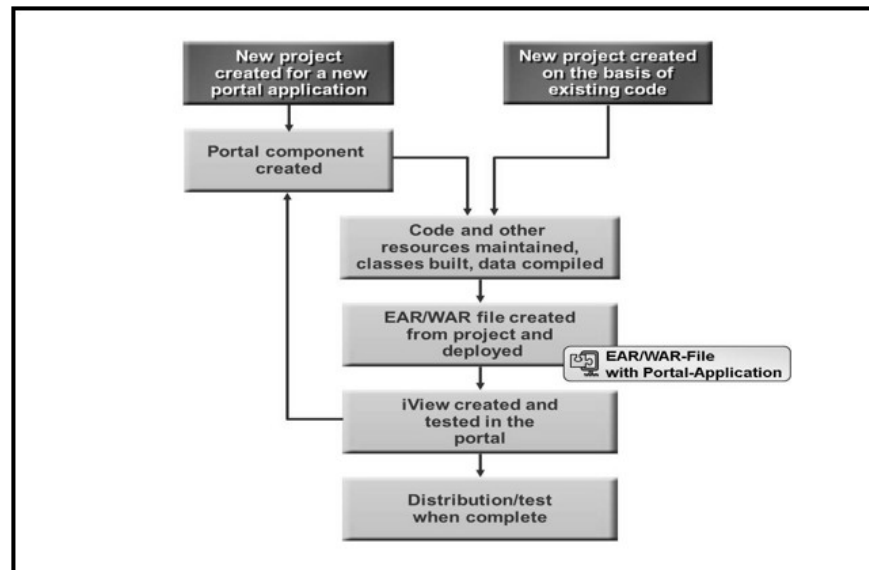 New project
created for a new
portal application
New project created
on the basis of
existing code
Portal component
created
Code and other
resources maintained,
classes built, data compiled
EAR/WAR file created
from project and
deployed
EAR/WAR-File
with Portal-Application
iView created and
tested in the
portal
Distribution/test
when complete